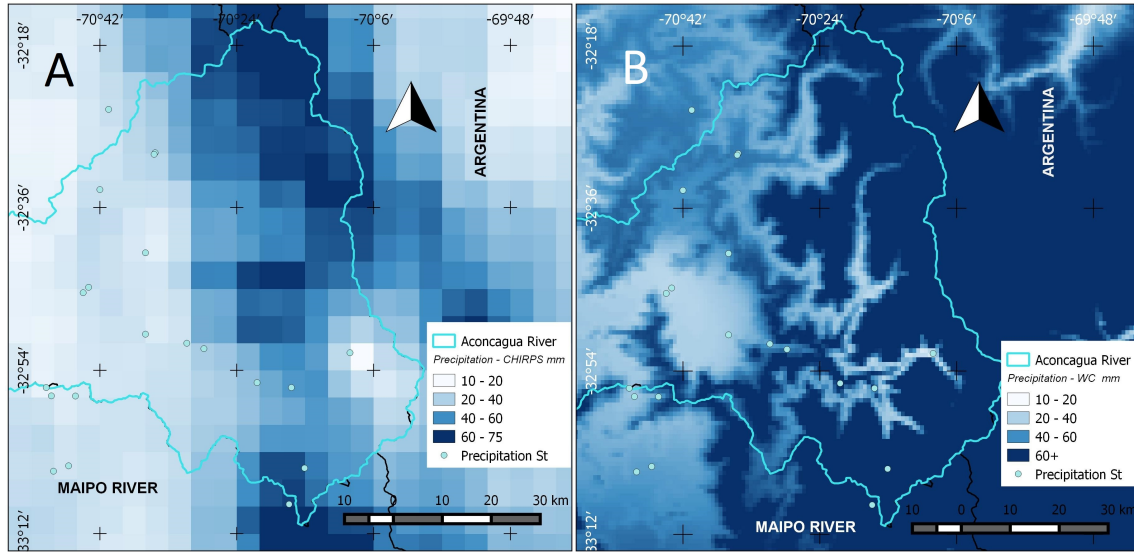 -70°42′ -70°24′ -70°6′ -69°48′
-32°18′
-32°36′
-32°54′
-33°12′
A
ARGENTINA
MAIPO RIVER
Aconcagua River
Precipitation - CHIRPS mm
10 - 20
20 - 40
40 - 60
60 - 75
Precipitation St
10 0 10 20 30 km
-70°42′ -70°24′ -70°6′ -69°48′
-32°18′
-32°36′
-32°54′
-33°12′
B
ARGENTINA
MAIPO RIVER
Aconcagua River
Precipitation - WC mm
10 - 20
20 - 40
40 - 60
60+
Precipitation St
10 0 10 20 30 km